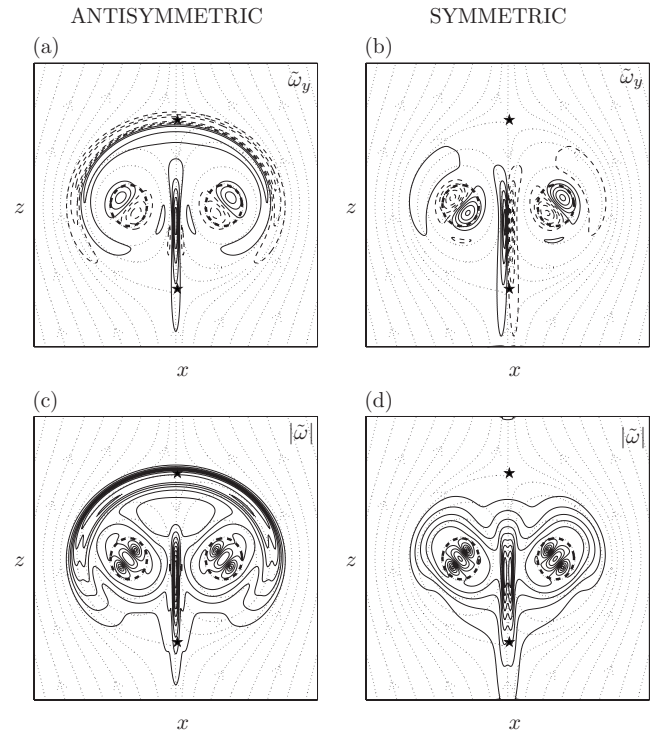 ANTISYMMETRIC SYMMETRIC
(a) (b)
ω̃y ω̃y
z z
x x
(c) (d)
|ω̃| |ω̃|
z z
x x